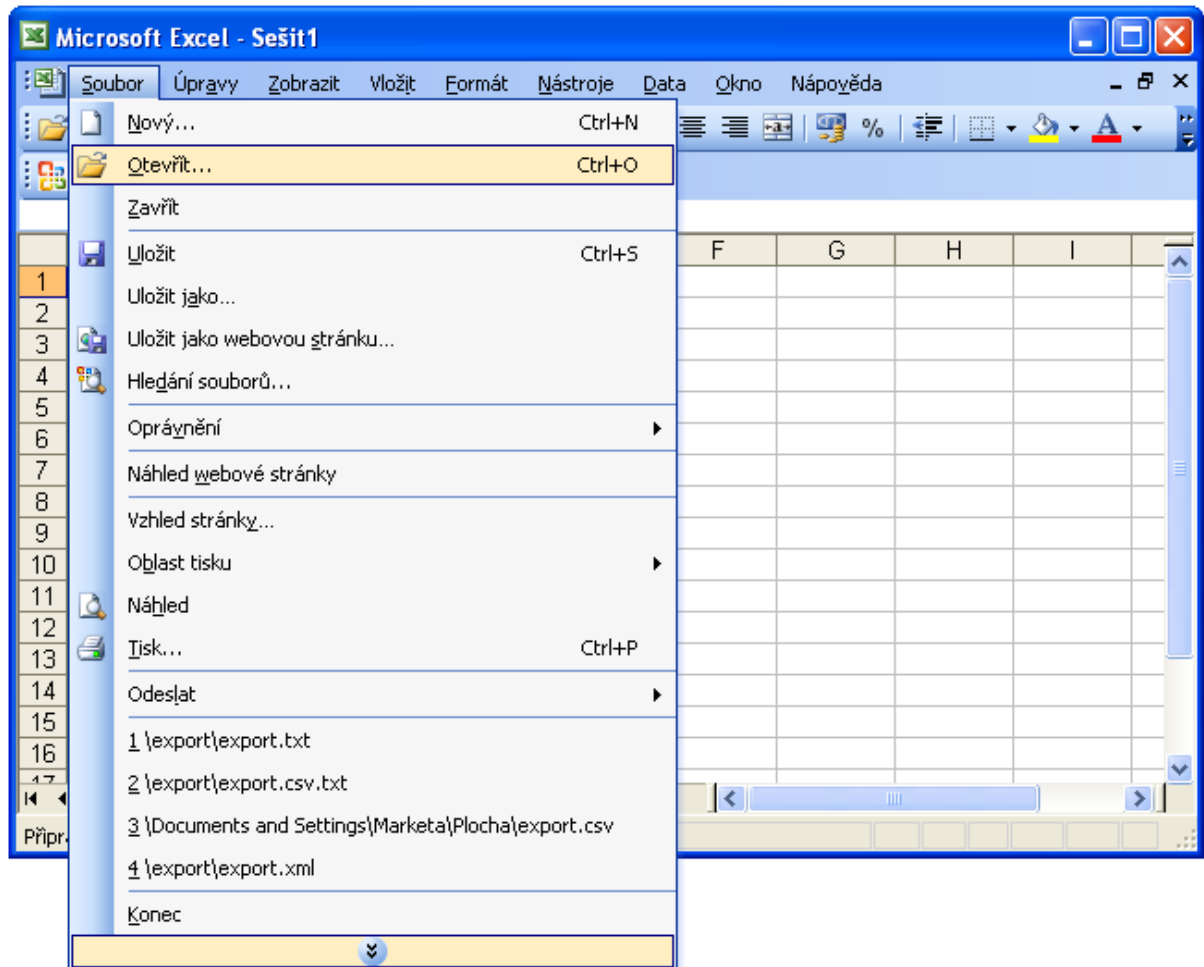 Microsoft Excel - Sešit1
Soubor Úpravy Zobrazit Vložit Formát Nástroje Data Okno Nápověda
Nový... Ctrl+N
Otevřít... Ctrl+O
Zavřít
Uložit Ctrl+S
Uložit jako...
Uložit jako webovou stránku...
Hledání souborů...
Oprávnění
Náhled webové stránky
Vzhled stránky...
Oblast tisku
Náhled
Tisk... Ctrl+P
Odeslat
1 \export\export.txt
2 \export\export.csv.txt
3 \Documents and Settings\Marketa\Plocha\export.csv
4 \export\export.xml
Konec
%
A
F G H I
1
2
3
4
5
6
7
8
9
10
11
12
13
14
15
16
17